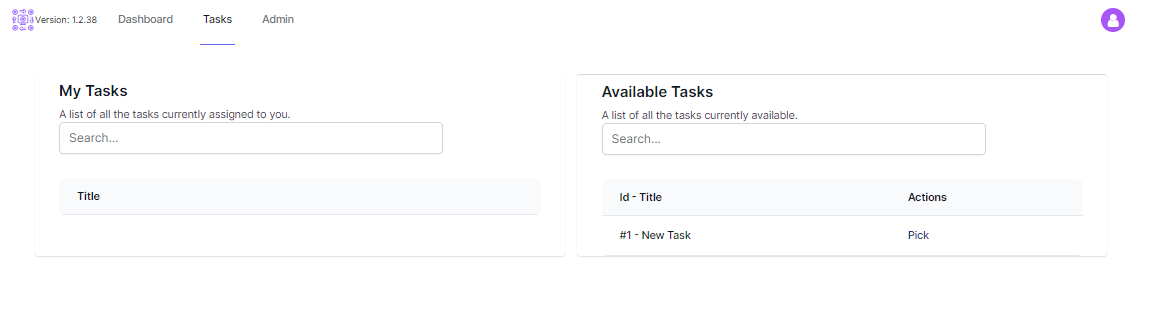 Version: 1.2.38
Dashboard
Tasks
Admin
My Tasks
A list of all the tasks currently assigned to you.
Search...
Title
Available Tasks
A list of all the tasks currently available.
Search...
Id - Title
Actions
#1 - New Task
Pick